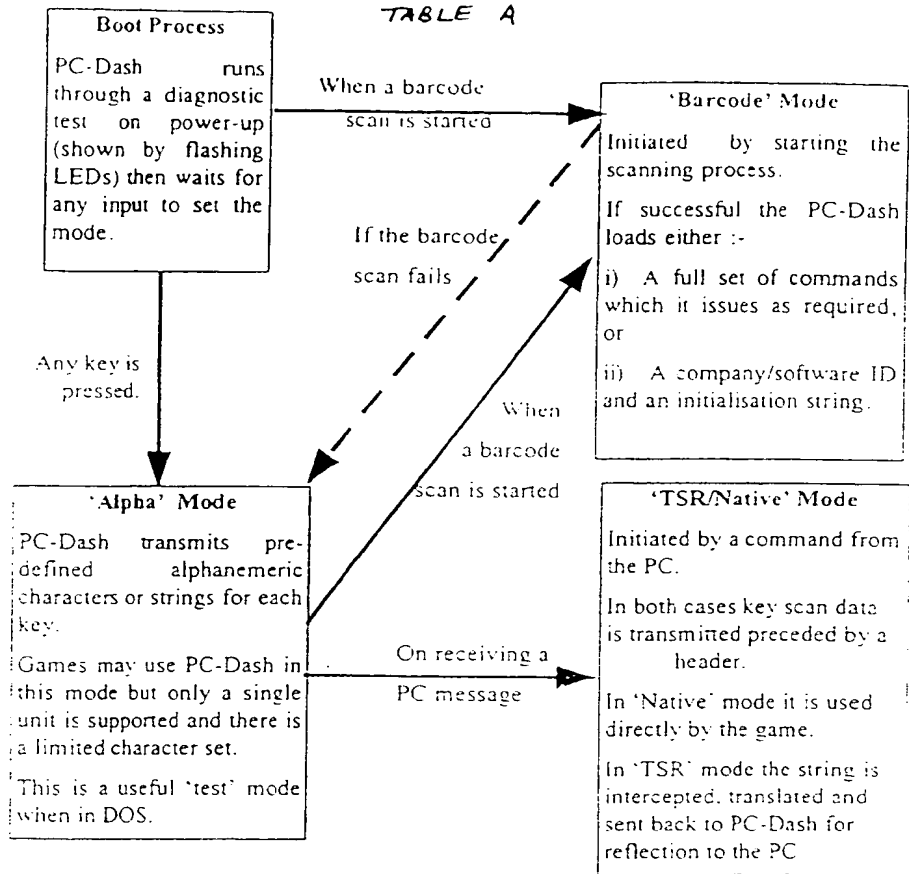 TABLE A
Boot Process
PC-Dash runs
through a diagnostic
test on power-up
(shown by flashing
LEDs) then waits for
any input to set the
mode.
When a barcode
scan is started
'Barcode' Mode
Initiated by starting the
scanning process.
If successful the PC-Dash
loads either :-
i) A full set of commands
which it issues as required,
or
ii) A company/software ID
and an initialisation string.
If the barcode
scan fails
Any key is
pressed.
When
a barcode
scan is started
'Alpha' Mode
PC-Dash transmits pre-
defined alphanemeric
characters or strings for each
key.
Games may use PC-Dash in
this mode but only a single
unit is supported and there is
a limited character set.
This is a useful 'test' mode
when in DOS.
On receiving a
PC message
'TSR/Native' Mode
Initiated by a command from
the PC.
In both cases key scan data
is transmitted preceded by a
header.
In 'Native' mode it is used
directly by the game.
In 'TSR' mode the string is
intercepted, translated and
sent back to PC-Dash for
reflection to the PC